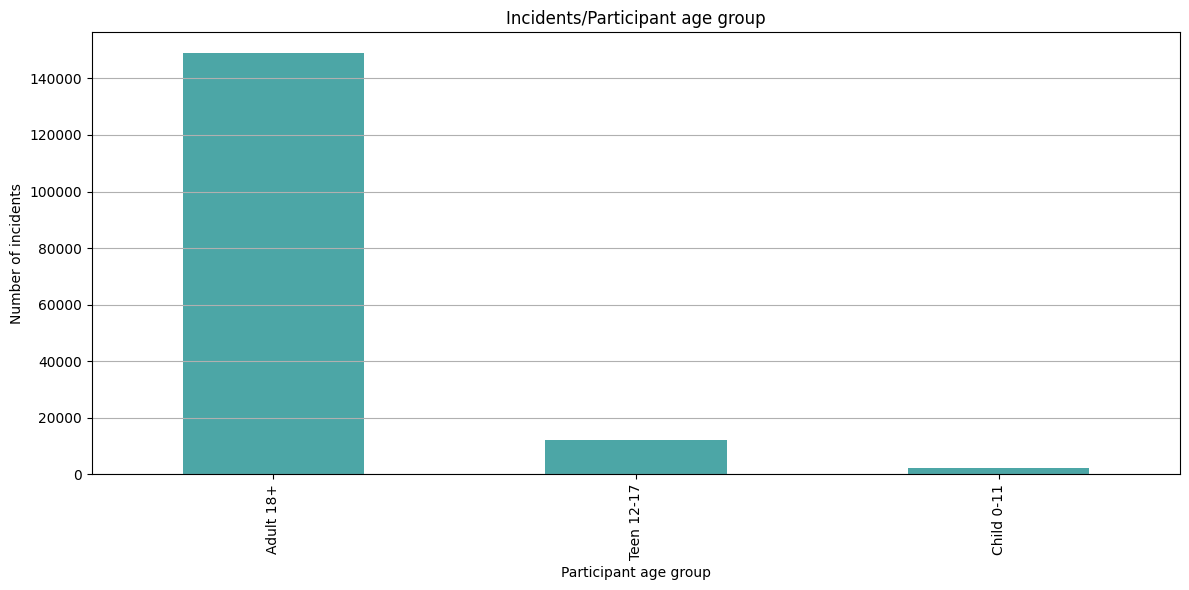 Incidents/Participant age group
Number of incidents
140000
120000
100000
80000
60000
40000
20000
0
Adult 18+
Teen 12-17
Child 0-11
Participant age group